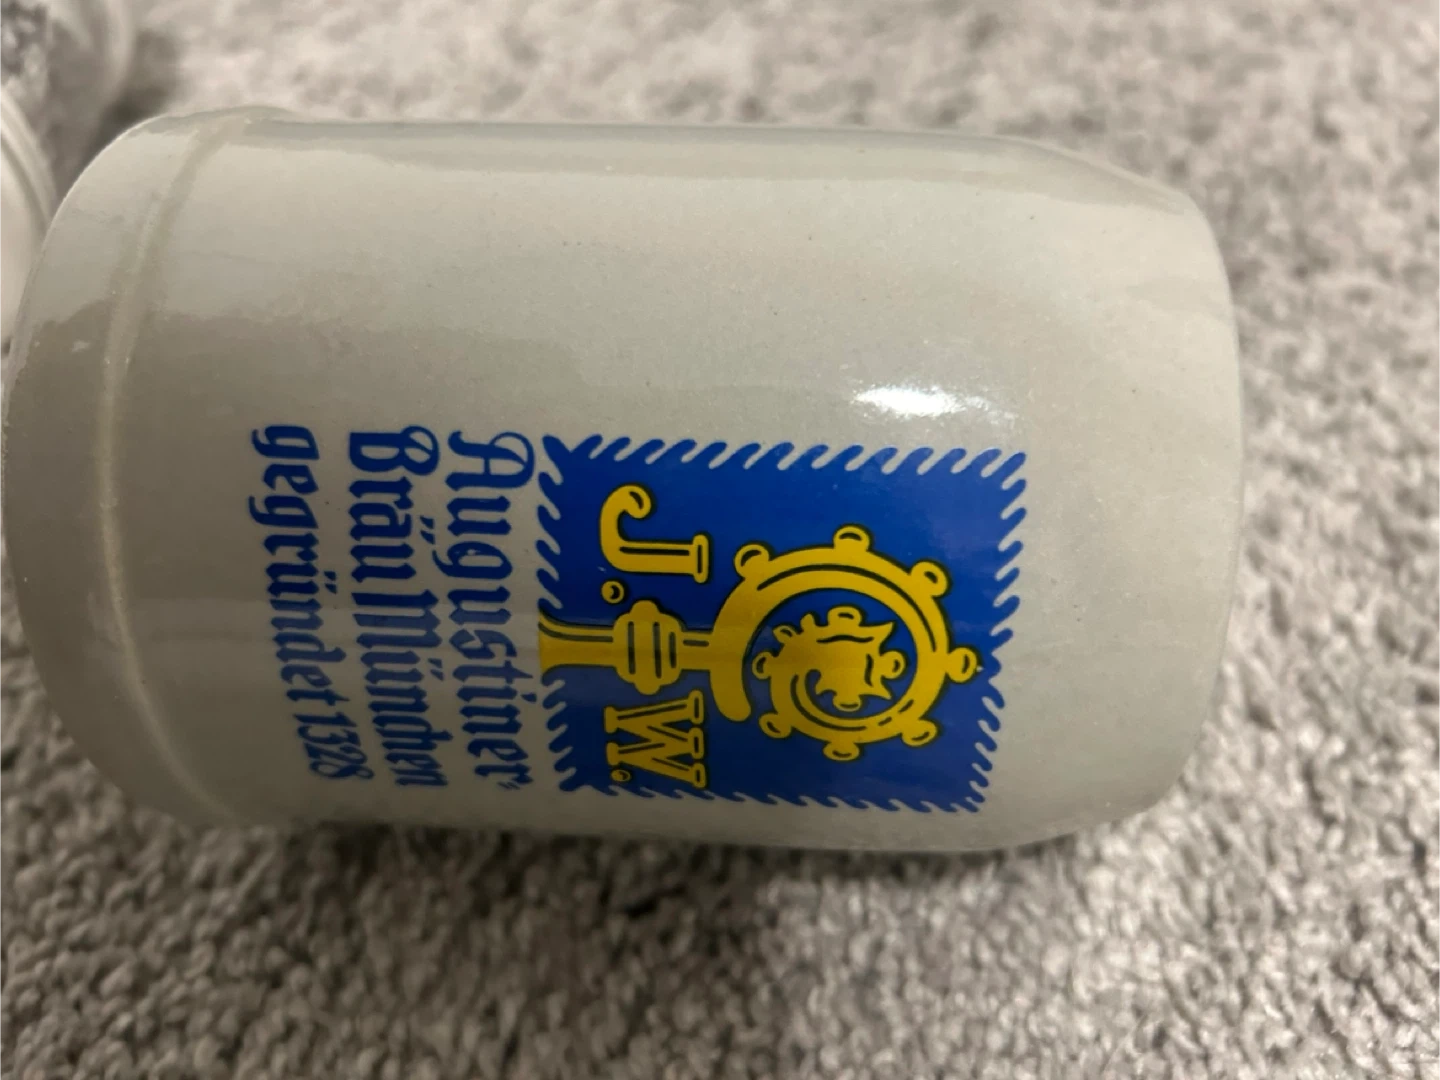 J. W.
Augustiner
Bräu München
gegründet 1328